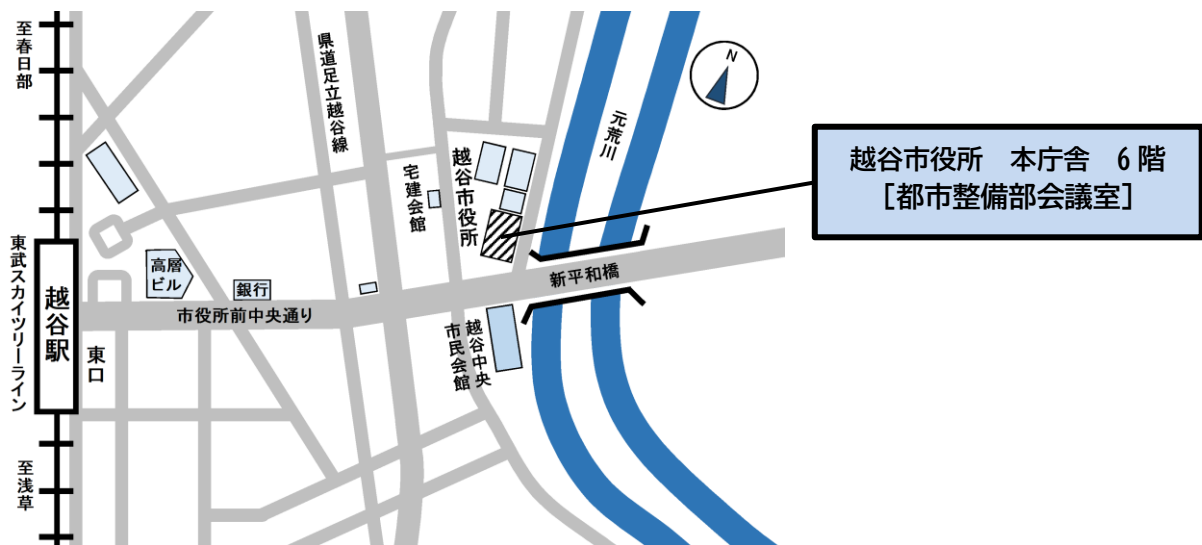 至春日部
東武スカイツリーライン
越谷駅
東口
至浅草
高層
ビル
銀行
市役所前中央通り
県道足立越谷線
宅建会館
越谷市役所
越谷中央
市民会館
新平和橋
元荒川
N
越谷市役所　本庁舎　６階
［都市整備部会議室］